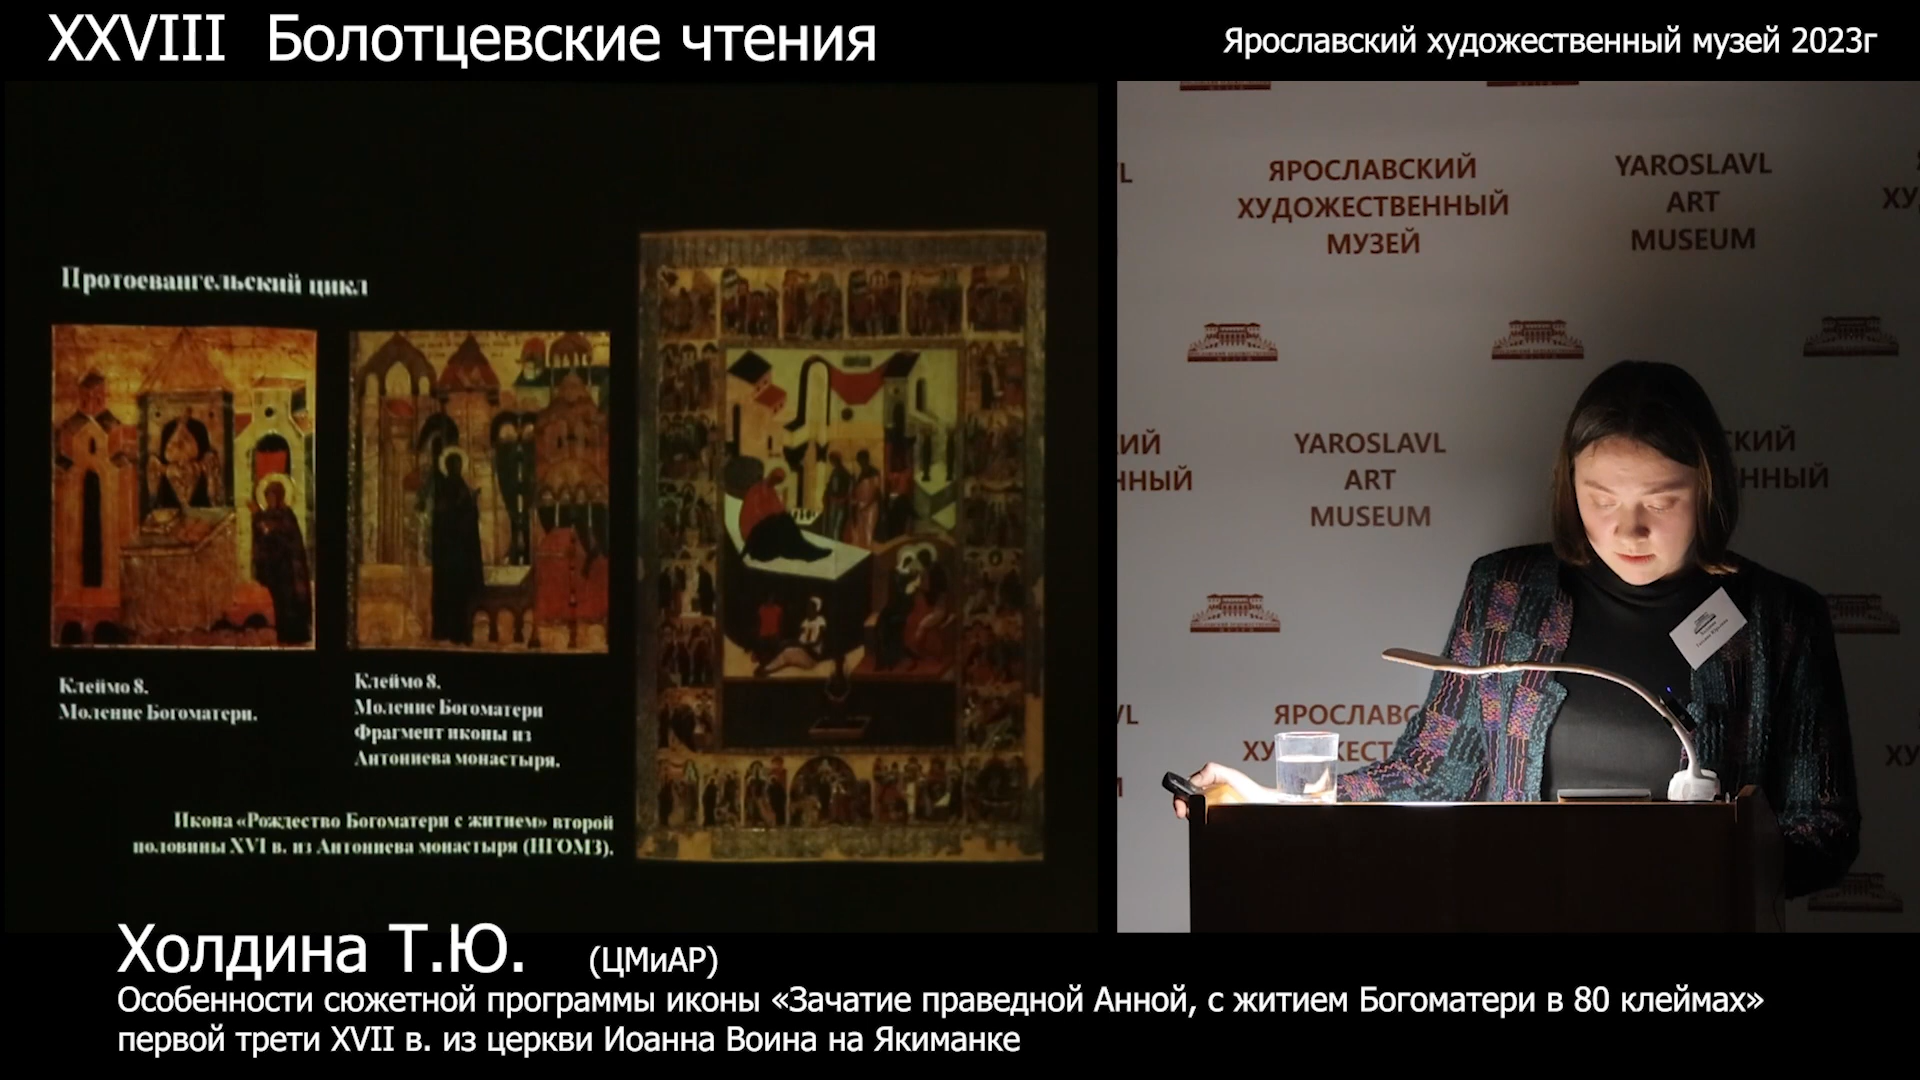 XXVIII Болотцевские чтения
Ярославский художественный музей 2023г
Протоевангельский цикл
Клеймо 8.
Моление Богоматери.
Клеймо 8.
Моление Богоматери
Фрагмент иконы из
Антониева монастыря.
Икона «Рождество Богоматери с житием» второй
половины XVI в. из Антониева монастыря (НГОМЗ).
ЯРОСЛАВСКИЙ
ХУДОЖЕСТВЕННЫЙ
МУЗЕЙ
YAROSLAVL
ART
MUSEUM
YAROSLAVL
ART
MUSEUM
Холдина Т.Ю. (ЦМиАР)
Особенности сюжетной программы иконы «Зачатие праведной Анной, с житием Богоматери в 80 клеймах»
первой трети XVII в. из церкви Иоанна Воина на Якиманке